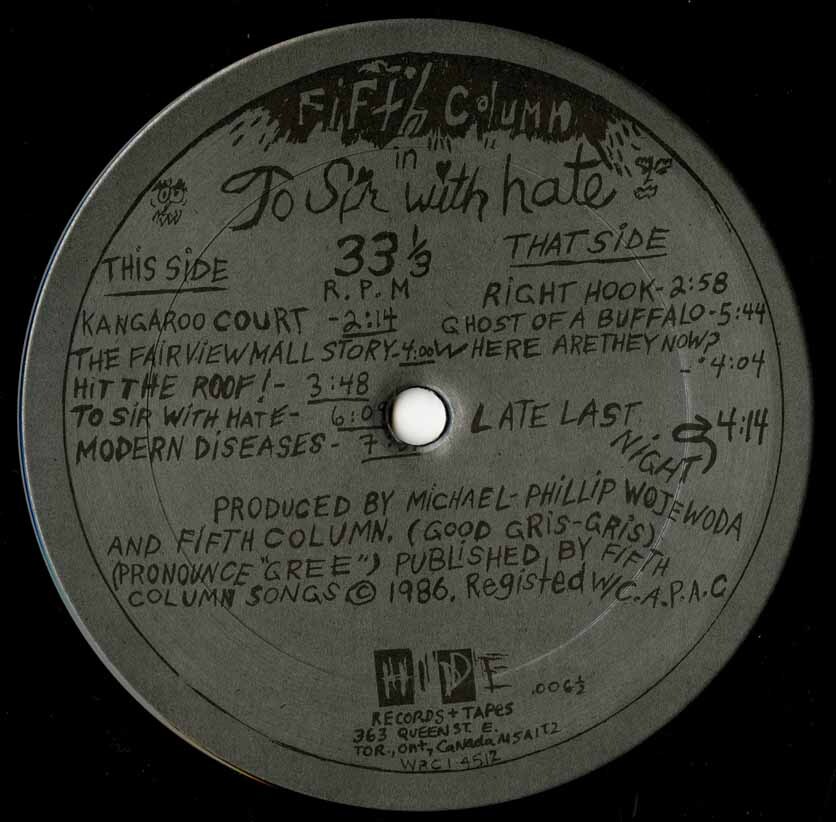 FiFth Column
in
To Sir with hate
33 1/3
R.P.M
THIS SIDE
KANGAROO COURT - 2:14
THE FAIRVIEW MALL STORY - 4:00
HIT THE ROOF! - 3:48
TO SIR WITH HATE -
MODERN DISEASES -
THAT SIDE
RIGHT HOOK - 2:58
GHOST OF A BUFFALO - 5:44
WHERE ARE THEY NOW?
- 4:04
LATE LAST
NIGHT 4:14
PRODUCED BY MICHAEL-PHILLIP WOJEWODA
AND FIFTH COLUMN. (GOOD GRIS-GRIS)
(PRONOUNCE "GREE") PUBLISHED BY FIFTH
COLUMN SONGS © 1986. Registed w/ C.A.P.A.C
HIDE .006½
RECORDS + TAPES
363 QUEEN ST. E.
TOR., Ont., CaNada M5A1T2
WRC1-4512